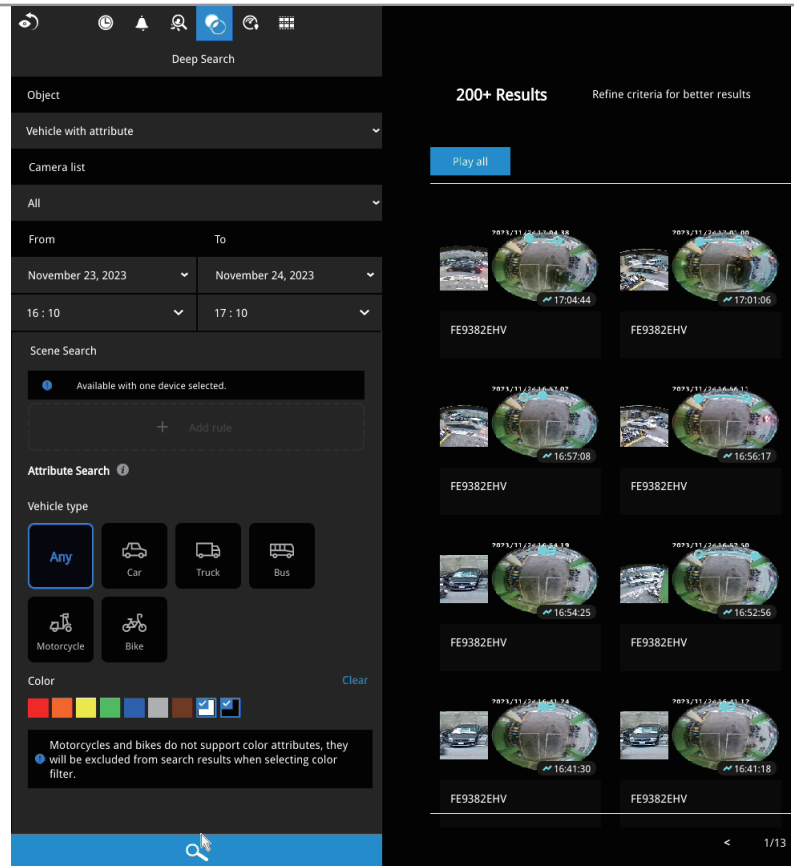 Deep Search
Object
Vehicle with attribute
Camera list
All
From To
November 23, 2023 November 24, 2023
16 : 10 17 : 10
Scene Search
Available with one device selected.
+ Add rule
Attribute Search
Vehicle type
Any
Car
Truck
Bus
Motorcycle
Bike
Color Clear
Motorcycles and bikes do not support color attributes, they
will be excluded from search results when selecting color
filter.
200+ Results Refine criteria for better results
Play all
17:04:44 17:01:06
FE9382EHV FE9382EHV
16:57:08 16:56:17
FE9382EHV FE9382EHV
16:54:25 16:52:56
FE9382EHV FE9382EHV
16:41:30 16:41:18
FE9382EHV FE9382EHV
< 1/13